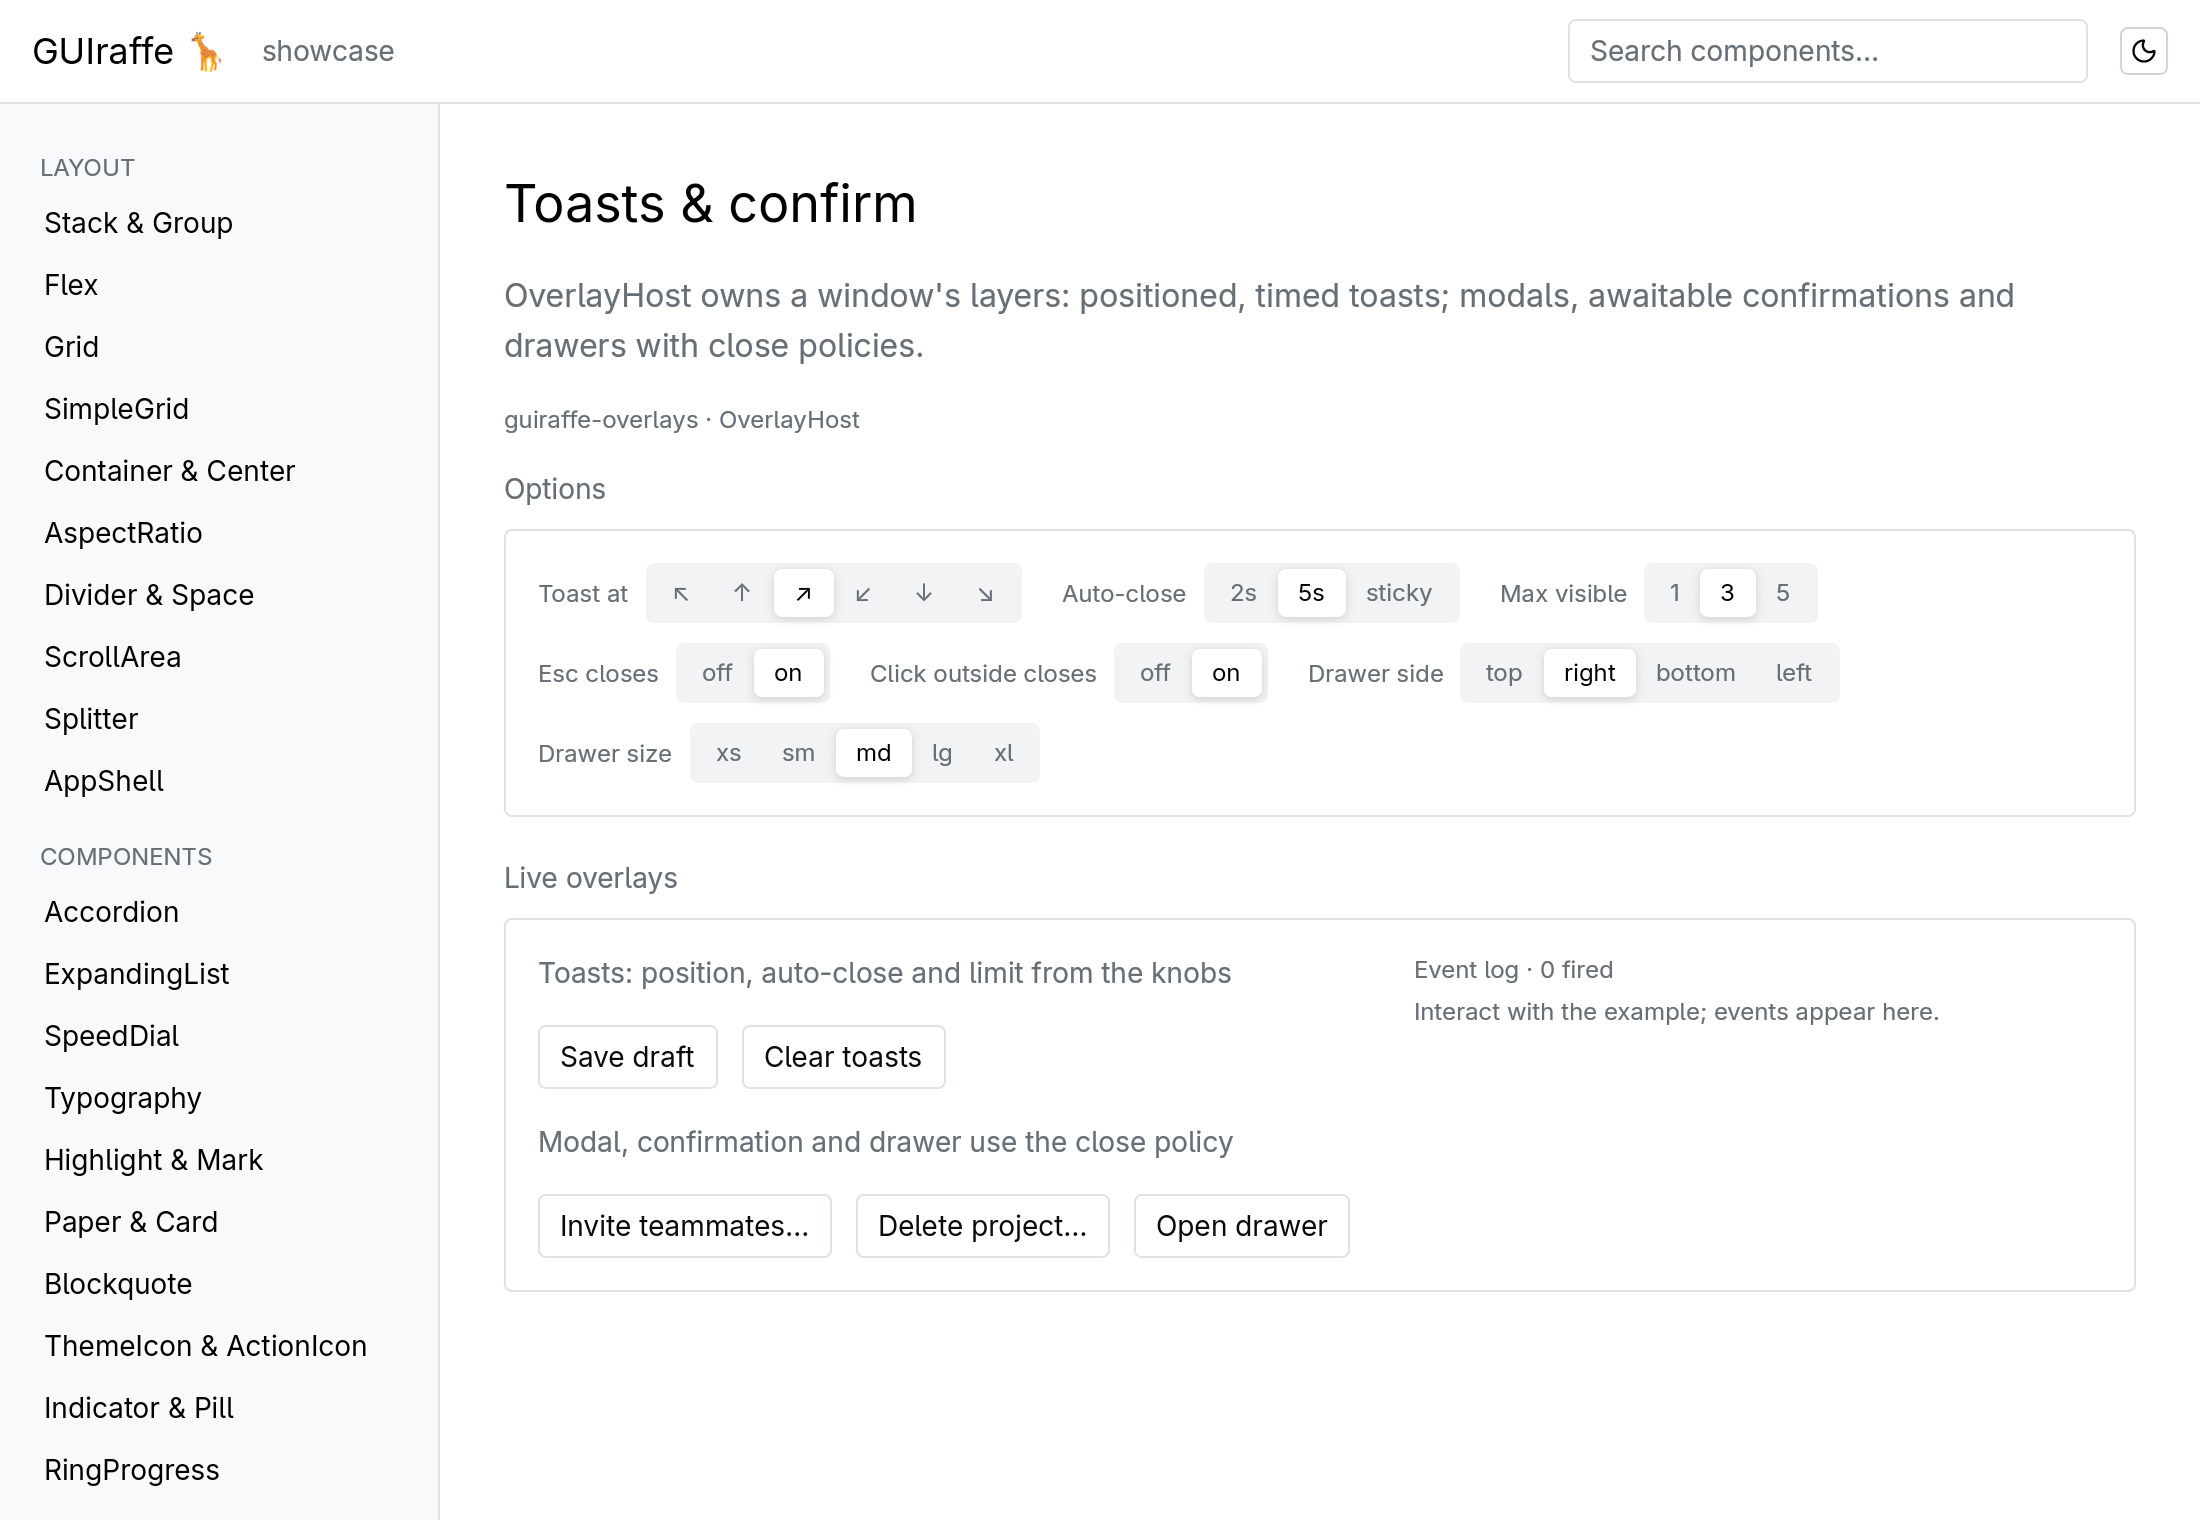 GUIraffe 🦒 showcase
Search components...
LAYOUT
Stack & Group
Flex
Grid
SimpleGrid
Container & Center
AspectRatio
Divider & Space
ScrollArea
Splitter
AppShell
COMPONENTS
Accordion
ExpandingList
SpeedDial
Typography
Highlight & Mark
Paper & Card
Blockquote
ThemeIcon & ActionIcon
Indicator & Pill
RingProgress
Toasts & confirm
OverlayHost owns a window's layers: positioned, timed toasts; modals, awaitable confirmations and
drawers with close policies.
guiraffe-overlays · OverlayHost
Options
Toast at ↖ ↑ ↗ ↙ ↓ ↘ Auto-close 2s 5s sticky Max visible 1 3 5
Esc closes off on Click outside closes off on Drawer side top right bottom left
Drawer size xs sm md lg xl
Live overlays
Toasts: position, auto-close and limit from the knobs
Save draft Clear toasts
Modal, confirmation and drawer use the close policy
Invite teammates... Delete project... Open drawer
Event log · 0 fired
Interact with the example; events appear here.